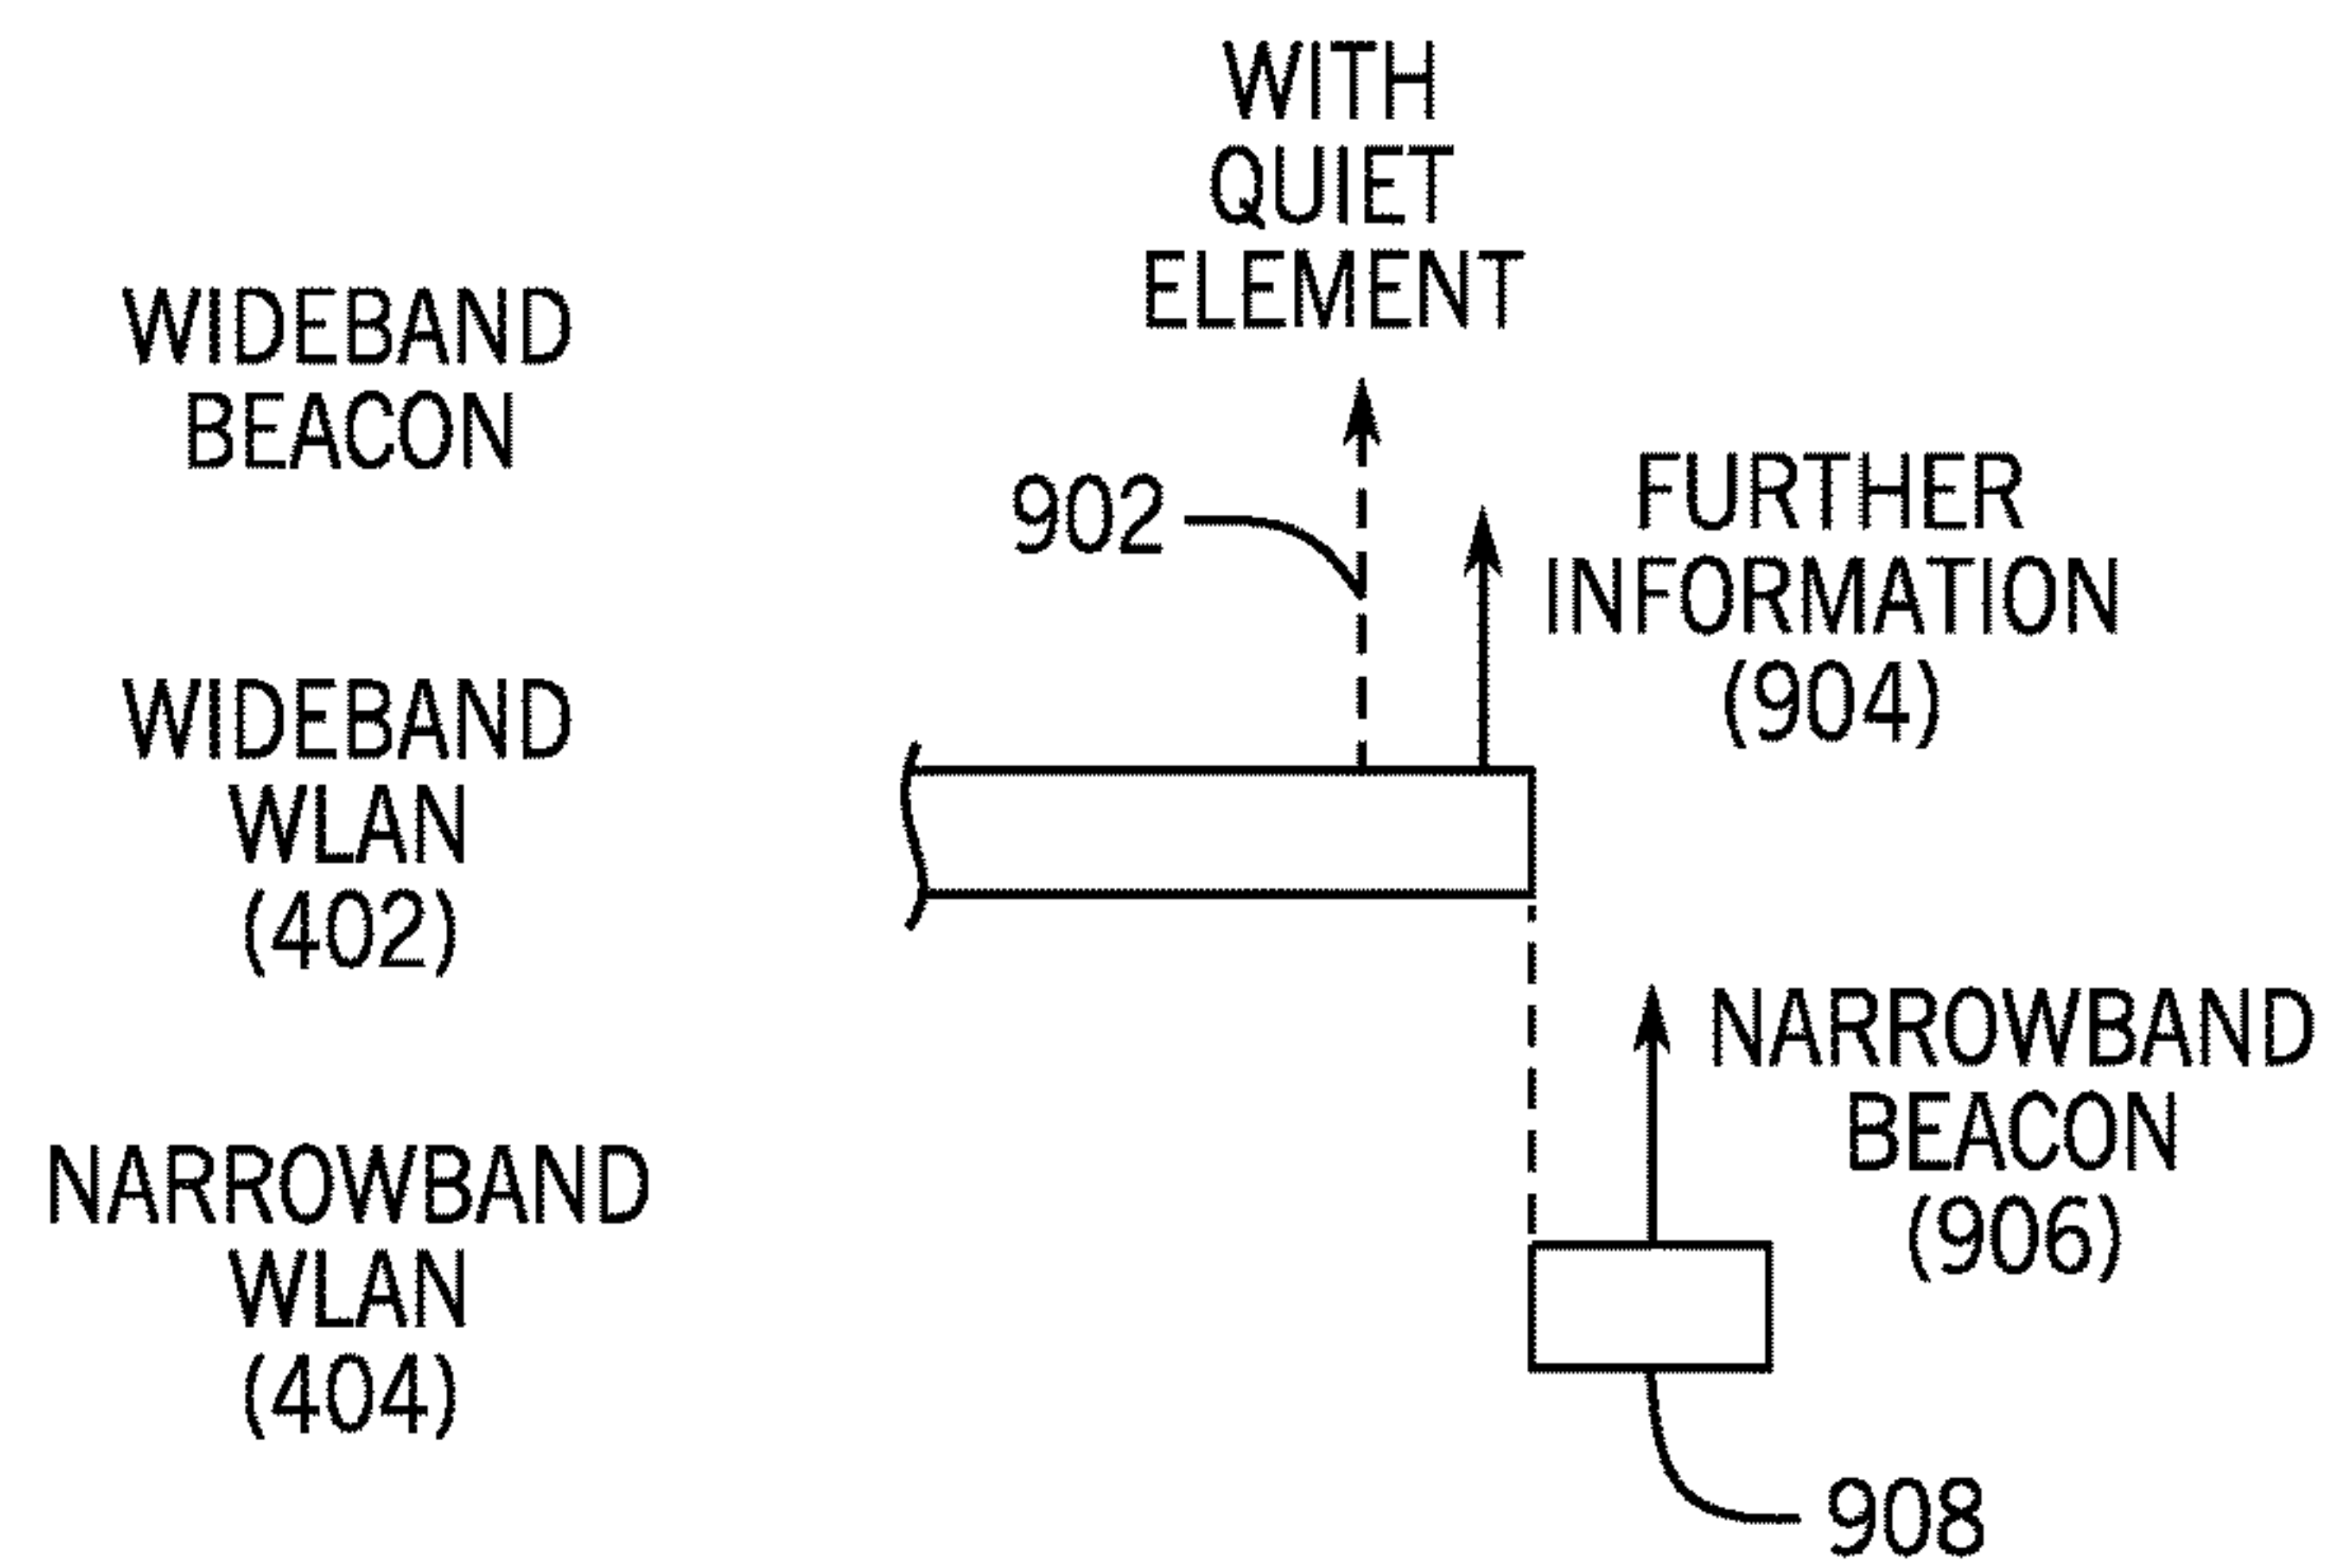 WITH
QUIET
ELEMENT
WIDEBAND
BEACON
902
FURTHER
INFORMATION
(904)
WIDEBAND
WLAN
(402)
NARROWBAND
BEACON
(906)
NARROWBAND
WLAN
(404)
908